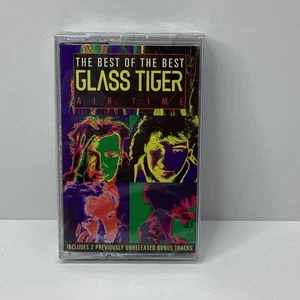 THE BEST OF THE BEST
GLASS TIGER
AIR TIME
INCLUDES 2 PREVIOUSLY UNRELEASED BONUS TRACKS